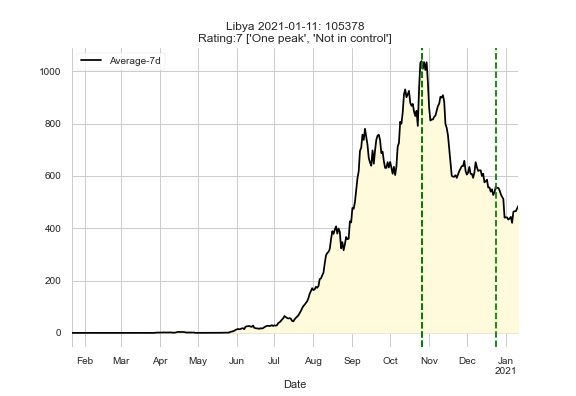 Libya 2021-01-11: 105378
Rating:7 ['One peak', 'Not in control']
Average-7d
1000
800
600
400
200
0
Feb Mar Apr May Jun Jul Aug Sep Oct Nov Dec Jan
2021
Date